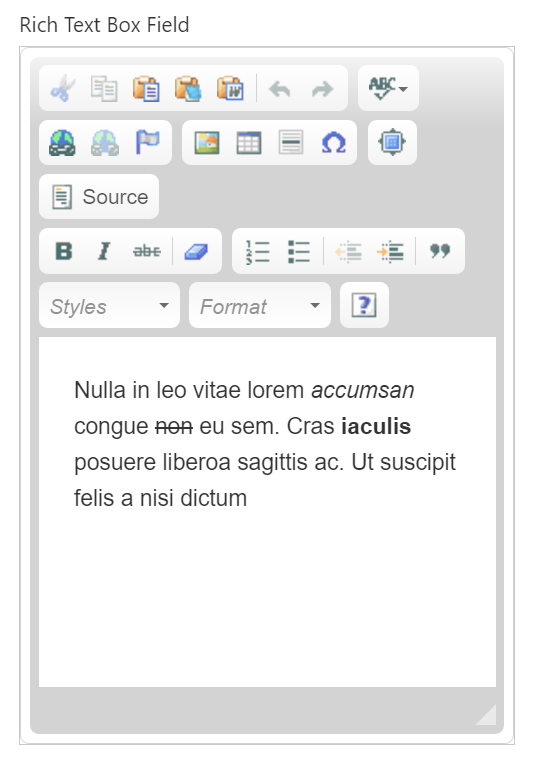 Rich Text Box Field
ABC
Source
B I abc
Styles Format
Nulla in leo vitae lorem accumsan
congue non eu sem. Cras iaculis
posuere liberoa sagittis ac. Ut suscipit
felis a nisi dictum